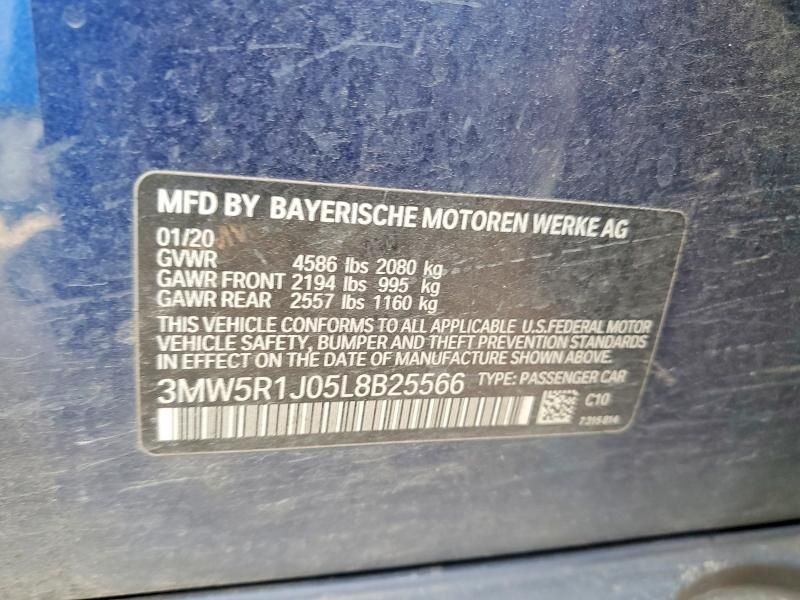 MFD BY BAYERISCHE MOTOREN WERKE AG
01/20
GVWR 4586 lbs 2080 kg
GAWR FRONT 2194 lbs 995 kg
GAWR REAR 2557 lbs 1160 kg
THIS VEHICLE CONFORMS TO ALL APPLICABLE U.S.FEDERAL MOTOR
VEHICLE SAFETY, BUMPER AND THEFT PREVENTION STANDARDS
IN EFFECT ON THE DATE OF MANUFACTURE SHOWN ABOVE.
3MW5R1J05L8B25566 TYPE: PASSENGER CAR
C10
7315014